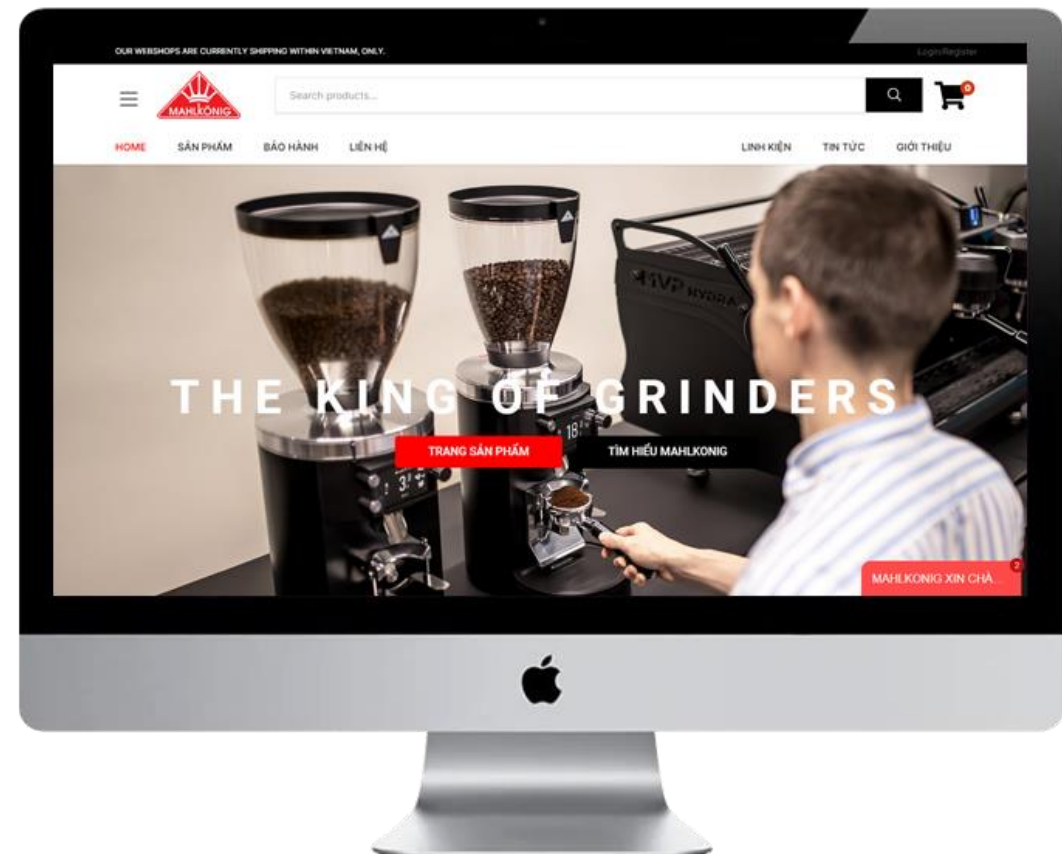 OUR WEBSHOPS ARE CURRENTLY SHIPPING WITHIN VIETNAM, ONLY.
Login/Register
MAHLKÖNIG
Search products...
0
HOME SẢN PHẨM BẢO HÀNH LIÊN HỆ LINH KIỆN TIN TỨC GIỚI THIỆU
MVP HYDRA
THE KING OF GRINDERS
18
TRANG SẢN PHẨM TÌM HIỂU MAHLKONIG
2
MAHLKONIG XIN CHÀ...